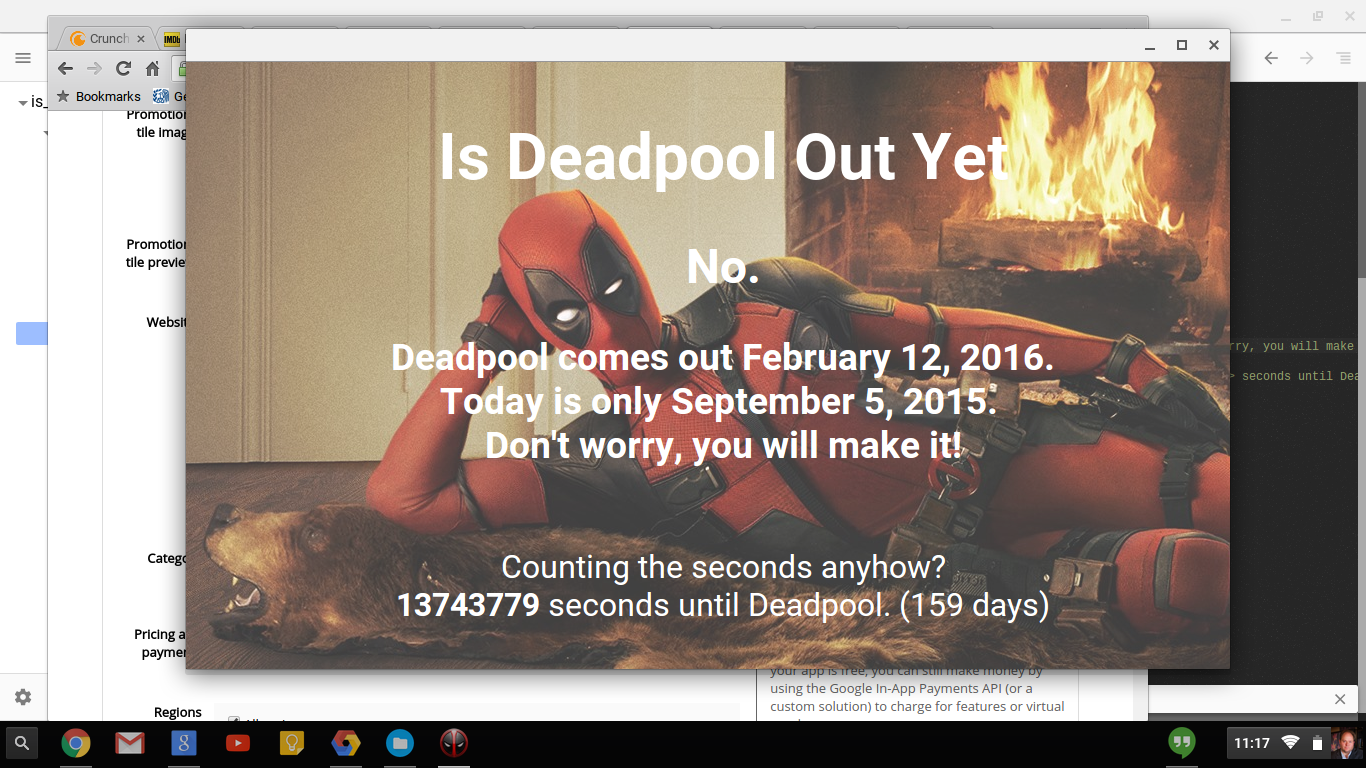 Crunch
IMDb
Bookmarks
is_
Promotion
tile imag
Promotion
tile previe
Websit
Catego
Pricing a
paymen
Regions
Is Deadpool Out Yet
No.
Deadpool comes out February 12, 2016.
Today is only September 5, 2015.
Don't worry, you will make it!
Counting the seconds anyhow?
13743779 seconds until Deadpool. (159 days)
rry, you will make
> seconds until Dea
your app is free, you can still make money by
using the Google In-App Payments API (or a
custom solution) to charge for features or virtual
11:17